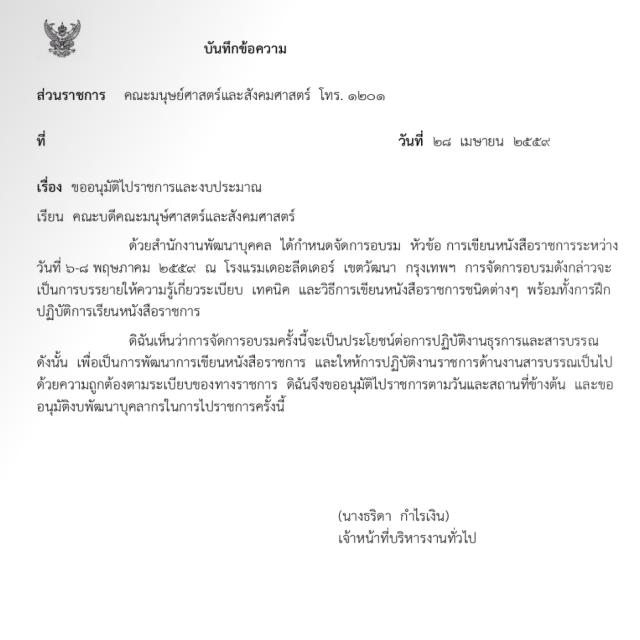 บันทึกข้อความ
ส่วนราชการ คณะมนุษย์ศาสตร์และสังคมศาสตร์ โทร. ๑๒๐๑
ที่ วันที่ ๒๘ เมษายน ๒๕๕๙
เรื่อง ขออนุมัติไปราชการและงบประมาณ
เรียน คณะบดีคณะมนุษ์ศาสตร์และสังคมศาสตร์
ด้วยสำนักงานพัฒนาบุคคล ได้กำหนดจัดการอบรม หัวข้อ การเขียนหนังสือราชการระหว่าง
วันที่ ๖-๘ พฤษภาคม ๒๕๕๙ ณ โรงแรมเดอะลีดเดอร์ เขตวัฒนา กรุงเทพฯ การจัดการอบรมดังกล่าวจะ
เป็นการบรรยายให้ความรู้เกี่ยวระเบียบ เทคนิค และวิธีการเขียนหนังสือราชการชนิดต่างๆ พร้อมทั้งการฝึก
ปฏิบัติการเรียนหนังสือราชการ
ดิฉันเห็นว่าการจัดการอบรมครั้งนี้จะเป็นประโยชน์ต่อการปฏิบัติงานธุรการและสารบรรณ
ดังนั้น เพื่อเป็นการพัฒนาการเขียนหนังสือราชการ และใหห้การปฏิบัติงานราชการด้านงานสารบรรณเป็นไป
ด้วยความถูกต้องตามระเบียบของทางราชการ ดิฉันจึงขออนุมัติไปราชการตามวันและสถานที่ข้างต้น และขอ
อนุมัติงบพัฒนาบุคลากรในการไปราชการครั้งนี้
(นางธริดา กำไรเงิน)
เจ้าหน้าที่บริหารงานทั่วไป